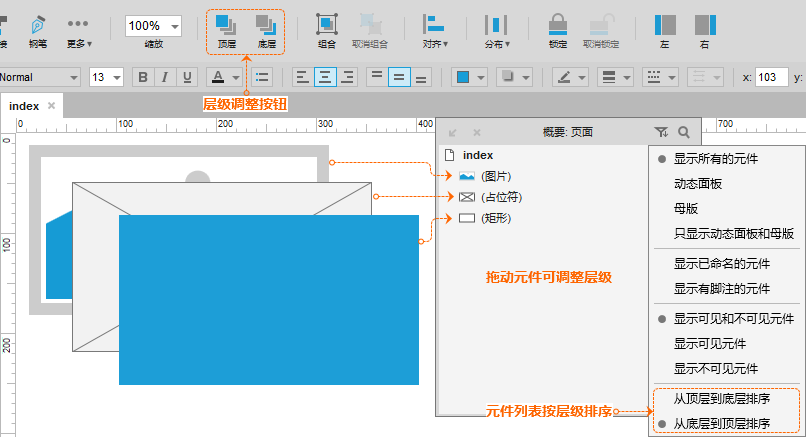 接 钢笔 更多▾ 100% 缩放 顶层 底层 组合 取消组合 对齐▾ 分布▾ 锁定 取消锁定 左 右
Normal 13 B I U A x: 103 y:
层级调整按钮
index ×
0 100 200 300 400 700
概要: 页面
0
100
200
index
(图片)
(占位符)
(矩形)
拖动元件可调整层级
元件列表按层级排序
显示所有的元件
动态面板
母版
只显示动态面板和母版
显示已命名的元件
显示有脚注的元件
显示可见和不可见元件
显示可见元件
显示不可见元件
从顶层到底层排序
从底层到顶层排序